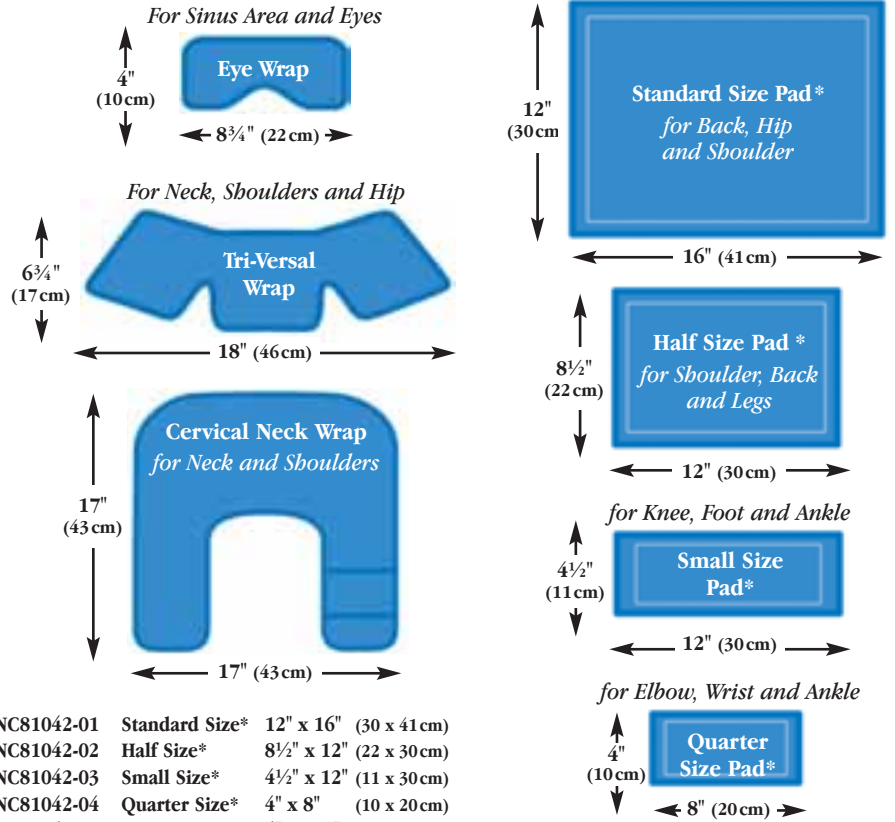 For Sinus Area and Eyes
4"
(10cm)
Eye Wrap
8¾" (22cm)
For Neck, Shoulders and Hip
6¾"
(17cm)
Tri-Versal
Wrap
18" (46cm)
Cervical Neck Wrap
for Neck and Shoulders
17"
(43cm)
17" (43cm)
NC81042-01 Standard Size* 12" x 16" (30 x 41cm)
NC81042-02 Half Size* 8½" x 12" (22 x 30cm)
NC81042-03 Small Size* 4½" x 12" (11 x 30cm)
NC81042-04 Quarter Size* 4" x 8" (10 x 20cm)
12"
(30cm
Standard Size Pad*
for Back, Hip
and Shoulder
16" (41cm)
8½"
(22cm)
Half Size Pad *
for Shoulder, Back
and Legs
12" (30cm)
for Knee, Foot and Ankle
4½"
(11cm)
Small Size
Pad*
12" (30cm)
for Elbow, Wrist and Ankle
4"
(10cm)
Quarter
Size Pad*
8" (20cm)